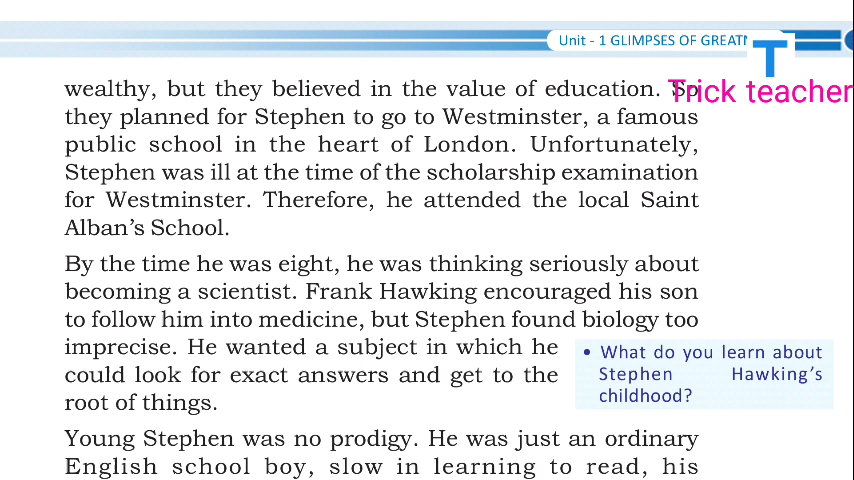 Unit - 1 GLIMPSES OF
T
Trick teacher
wealthy, but they believed in the value of education. So
they planned for Stephen to go to Westminster, a famous
public school in the heart of London. Unfortunately,
Stephen was ill at the time of the scholarship examination
for Westminster. Therefore, he attended the local Saint
Alban’s School.
By the time he was eight, he was thinking seriously about
becoming a scientist. Frank Hawking encouraged his son
to follow him into medicine, but Stephen found biology too
imprecise. He wanted a subject in which he
could look for exact answers and get to the
root of things.
• What do you learn about
Stephen Hawking’s
childhood?
Young Stephen was no prodigy. He was just an ordinary
English school boy, slow in learning to read, his